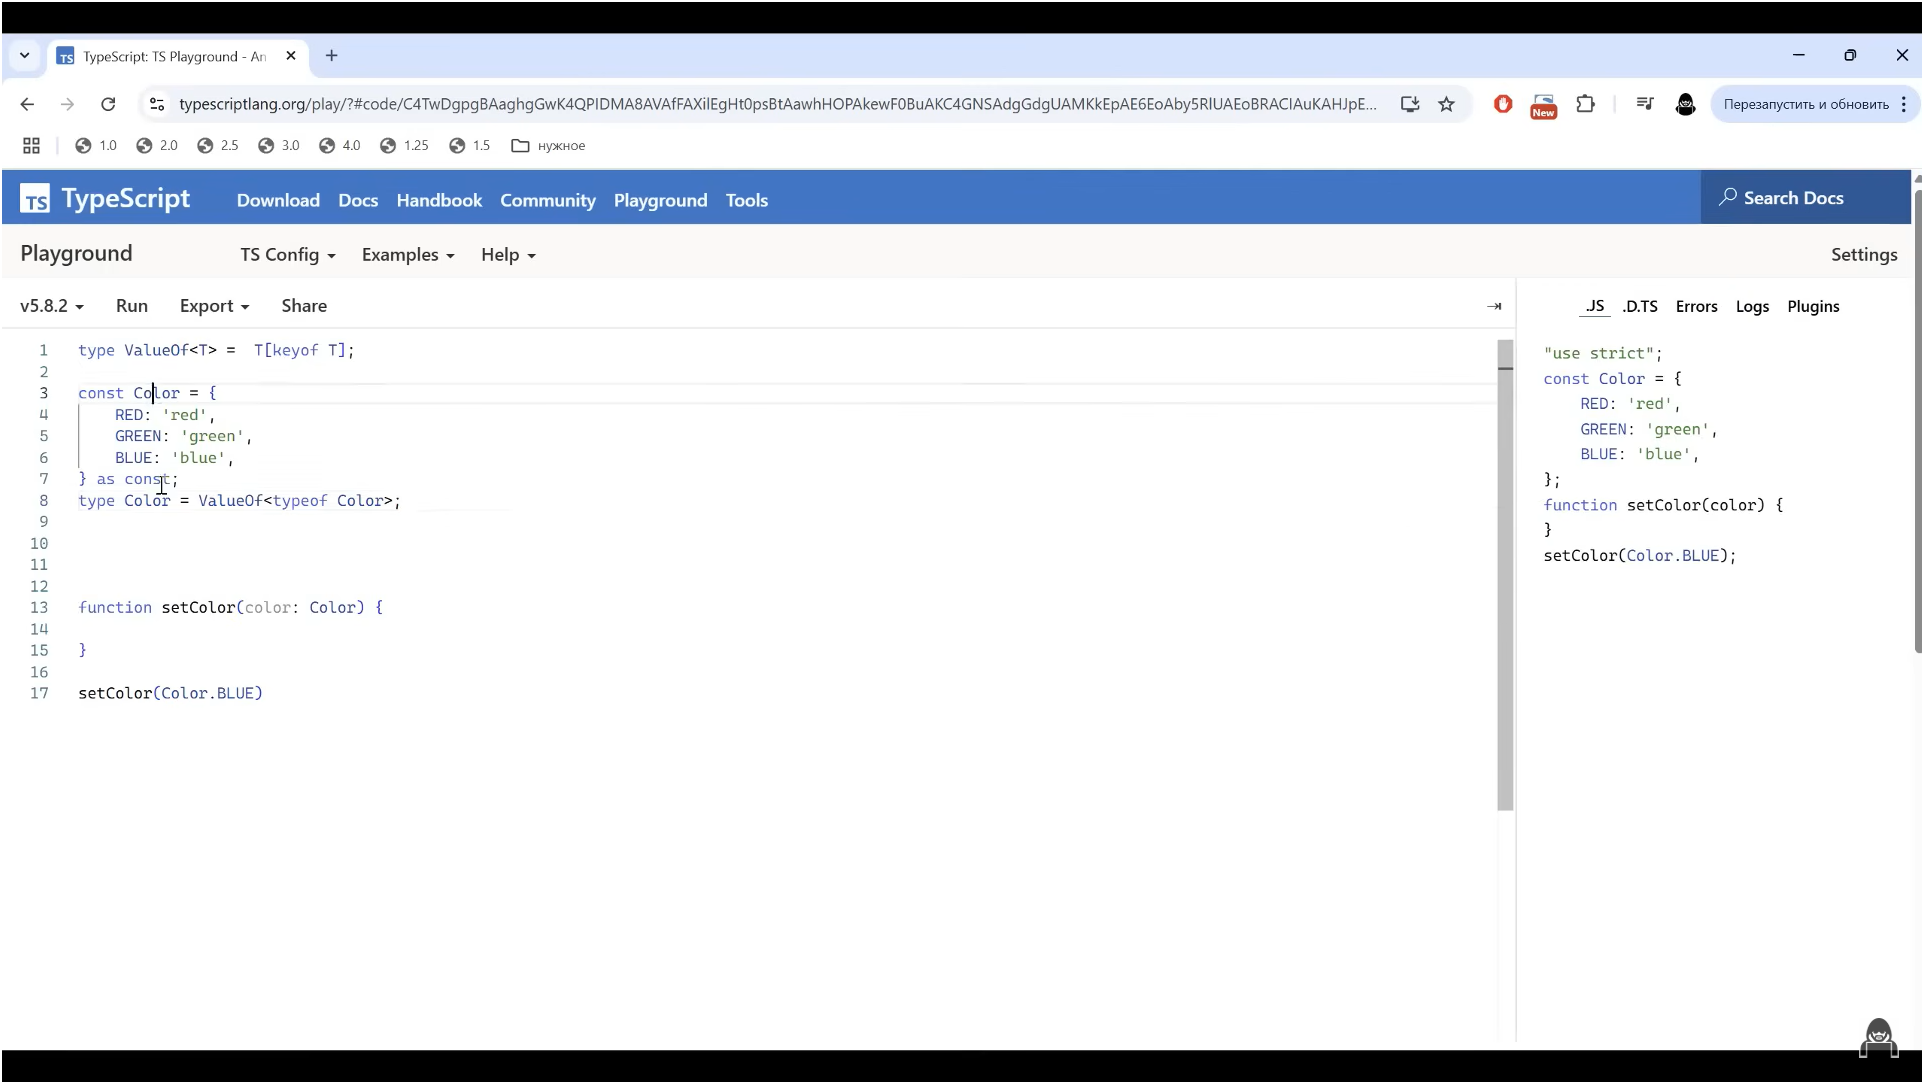 TypeScript: TS Playground - An
typescriptlang.org/play/?#code/C4TwDgpgBAaghgGwK4QPIDMA8AVAfFAXilEgHt0psBtAawhHOPAkewF0BuAKC4GNSAdgGdgUAMKkEpAE6EoAby5RlUAEoBRACIAuKAHJpE...
New
Перезапустить и обновить
1.0 2.0 2.5 3.0 4.0 1.25 1.5 нужное
TS TypeScript Download Docs Handbook Community Playground Tools Search Docs
Playground TS Config Examples Help Settings
v5.8.2 Run Export Share .JS .D.TS Errors Logs Plugins
1 type ValueOf<T> =  T[keyof T];
2
3 const Color = {
4 RED: 'red',
5 GREEN: 'green',
6 BLUE: 'blue',
7 } as const;
8 type Color = ValueOf<typeof Color>;
9
10
11
12
13 function setColor(color: Color) {
14
15 }
16
17 setColor(Color.BLUE)
"use strict";
const Color = {
RED: 'red',
GREEN: 'green',
BLUE: 'blue',
};
function setColor(color) {
}
setColor(Color.BLUE);